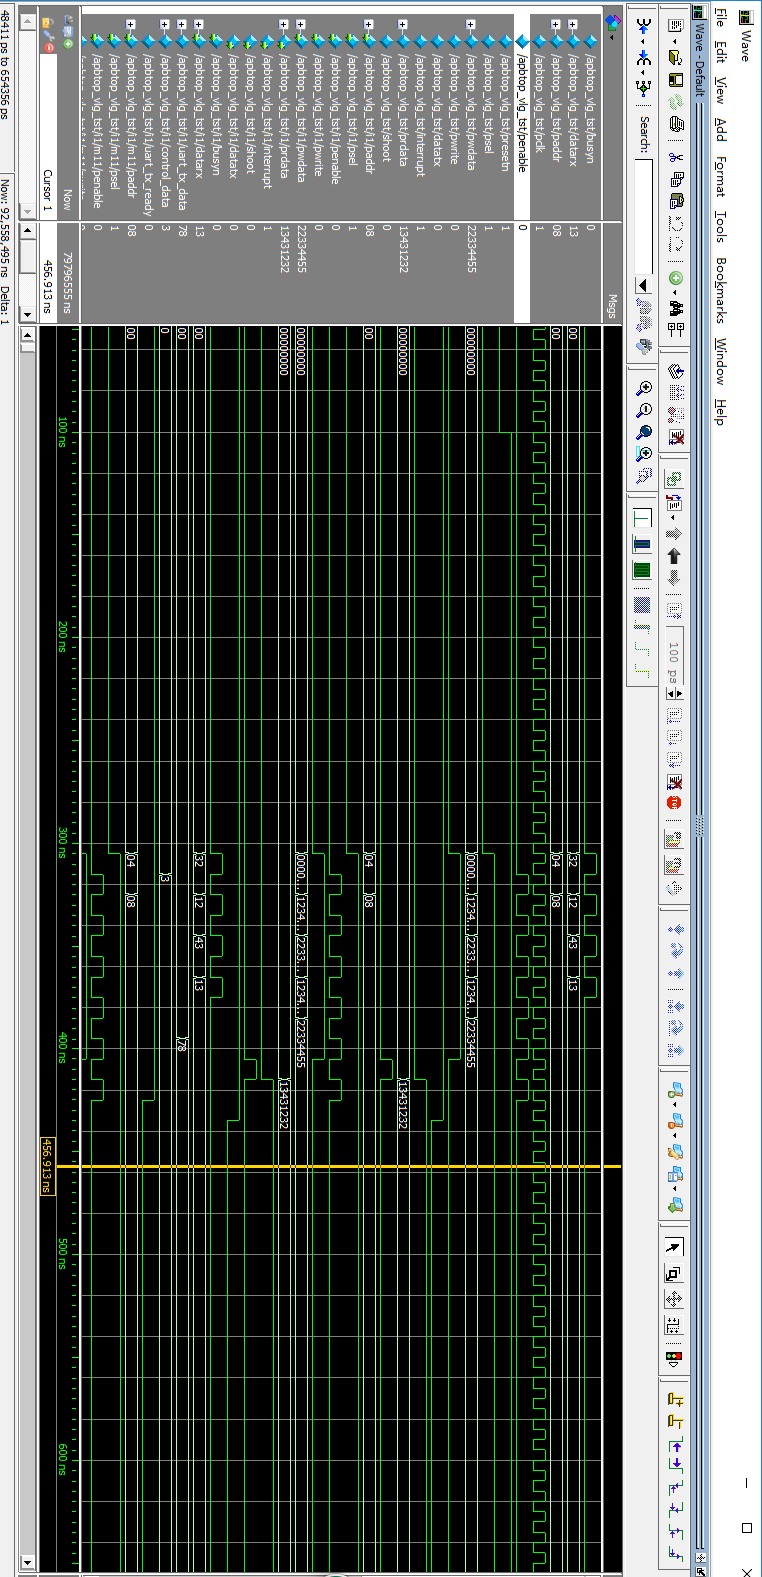 Wave
File Edit View Add Format Tools Bookmarks Window Help
Wave - Default
100 ps
Search:
Msgs
/apbtop_vlg_tst/busyn 0
/apbtop_vlg_tst/datarx 13 00 32 12 43 13
/apbtop_vlg_tst/paddr 08 00 04 08
/apbtop_vlg_tst/pclk 1
/apbtop_vlg_tst/penable 0
/apbtop_vlg_tst/presetn 1
/apbtop_vlg_tst/psel 1
/apbtop_vlg_tst/pwdata 22334455 00000000 0000... 1234... 2233... 1234... 22334455
/apbtop_vlg_tst/pwrite 0
/apbtop_vlg_tst/datatx 0
/apbtop_vlg_tst/interrupt 1
/apbtop_vlg_tst/prdata 13431232 00000000 13431232
/apbtop_vlg_tst/shoot 0
/apbtop_vlg_tst/i1/paddr 08 00 04 08
/apbtop_vlg_tst/i1/psel 1
/apbtop_vlg_tst/i1/penable 0
/apbtop_vlg_tst/i1/pwrite 0
/apbtop_vlg_tst/i1/pwdata 22334455 00000000 0000... 1234... 2233... 1234... 22334455
/apbtop_vlg_tst/i1/prdata 13431232 00000000 13431232
/apbtop_vlg_tst/i1/interrupt 1
/apbtop_vlg_tst/i1/shoot 0
/apbtop_vlg_tst/i1/datatx 0
/apbtop_vlg_tst/i1/busyn 0
/apbtop_vlg_tst/i1/datarx 13 00 32 12 43 13
/apbtop_vlg_tst/i1/uart_tx_data 78 00 78
/apbtop_vlg_tst/i1/control_data 3 0 3
/apbtop_vlg_tst/i1/uart_tx_ready 0
/apbtop_vlg_tst/i1/m11/paddr 08 00 04 08
/apbtop_vlg_tst/i1/m11/psel 1
/apbtop_vlg_tst/i1/m11/penable 0
Now 79796555 ns 100 ns 200 ns 300 ns 400 ns 500 ns 600 ns
Cursor 1 456.913 ns 456.913 ns
48411 ps to 654356 ps Now: 92,558,495 ns Delta: 1